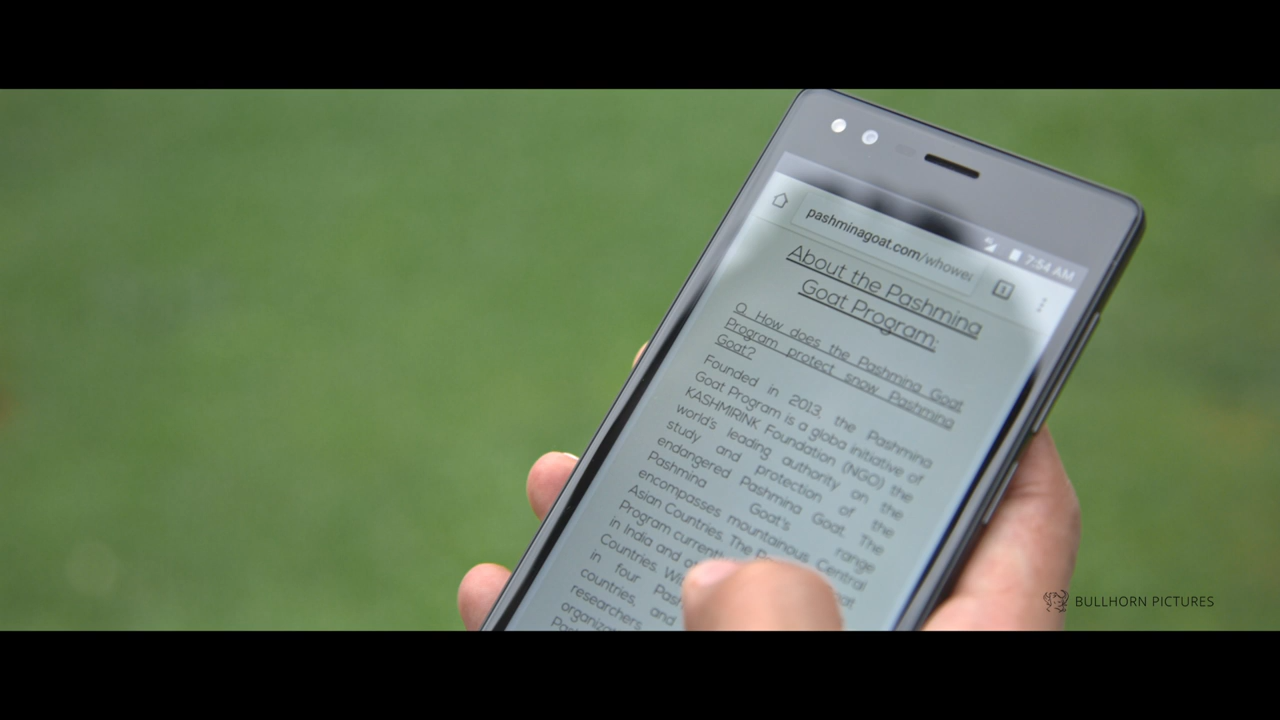 7:54 AM
pashminagoat.com/whowe
1
About the Pashmina
Goat Program:
Q How does the Pashmina Goat
Program protect snow Pashmina
Goat?
Founded in 2013, the Pashmina
Goat Program is a globa initiative of
KASHMIRINK Foundation (NGO) the
world's leading authority on the
study and protection of the
endangered Pashmina Goat. The
Pashmina Goat's range
encompasses mountainous Central
Asian Countries. The
Program currently
in India and
Countries.
in four
countries, and
researchers,
BULLHORN PICTURES